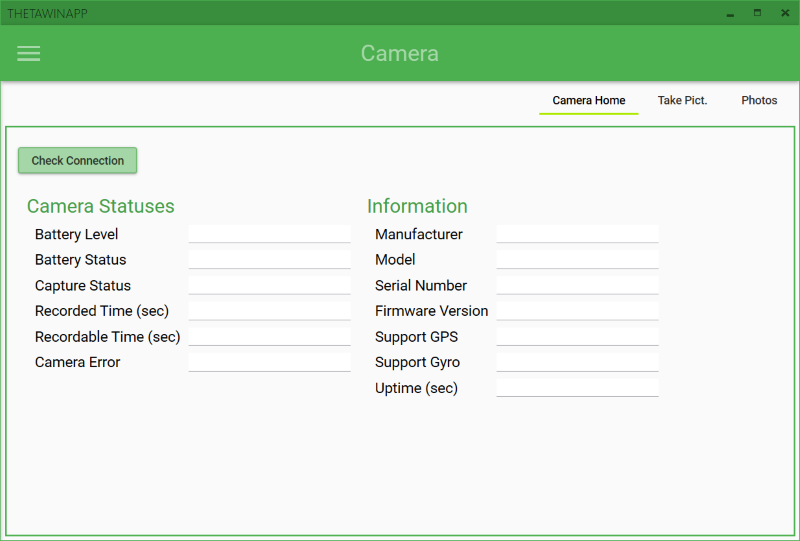 THETAWINAPP
Camera
Camera Home Take Pict. Photos
Check Connection
Camera Statuses
Battery Level
Battery Status
Capture Status
Recorded Time (sec)
Recordable Time (sec)
Camera Error
Information
Manufacturer
Model
Serial Number
Firmware Version
Support GPS
Support Gyro
Uptime (sec)